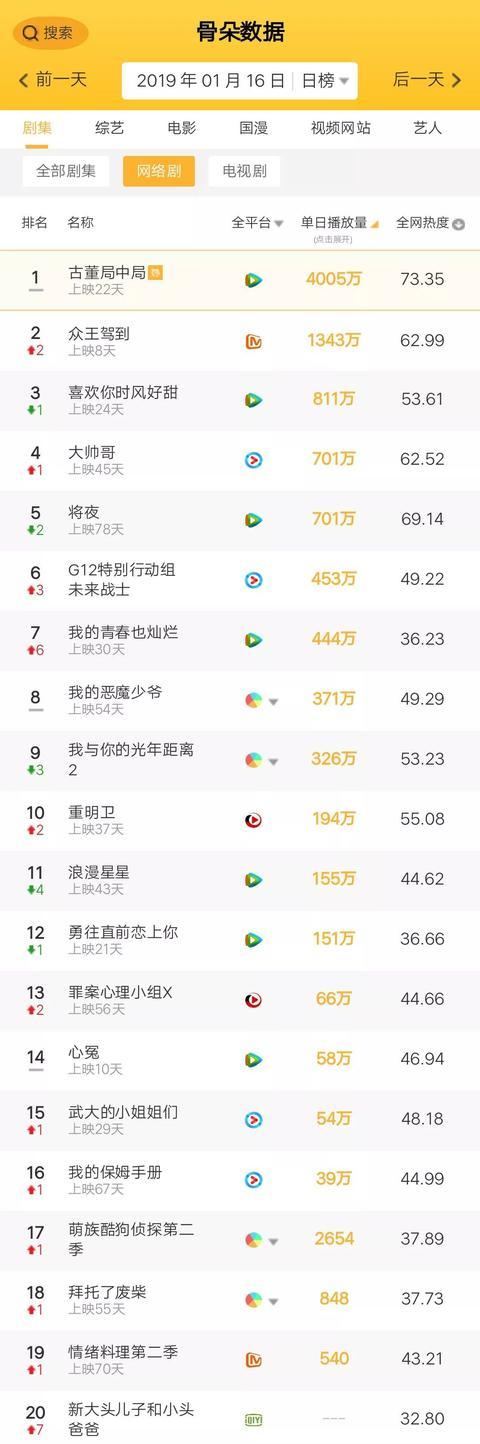 搜索
骨朵数据
前一天
2019 年 01 月 16 日 日榜
后一天
剧集 综艺 电影 国漫 视频网站 艺人
全部剧集 网络剧 电视剧
排名 名称 全平台 单日播放量 全网热度
(点击展开)
1 古董局中局 热 4005万 73.35
上映22天
2 众王驾到 1343万 62.99
2 上映8天
3 喜欢你时风好甜 811万 53.61
1 上映24天
4 大帅哥 701万 62.52
1 上映45天
5 将夜 701万 69.14
2 上映78天
6 G12特别行动组 453万 49.22
3 未来战士
7 我的青春也灿烂 444万 36.23
6 上映30天
8 我的恶魔少爷 371万 49.29
上映54天
9 我与你的光年距离 326万 53.23
3 2
10 重明卫 194万 55.08
2 上映37天
11 浪漫星星 155万 44.62
4 上映43天
12 勇往直前恋上你 151万 36.66
1 上映21天
13 罪案心理小组X 66万 44.66
2 上映56天
14 心冤 58万 46.94
上映10天
15 武大的小姐姐们 54万 48.18
1 上映29天
16 我的保姆手册 39万 44.99
1 上映67天
17 萌族酷狗侦探第二 2654 37.89
1 季
18 拜托了废柴 848 37.73
1 上映55天
19 情绪料理第二季 540 43.21
1 上映70天
20 新大头儿子和小头 QIYI --- 32.80
7 爸爸